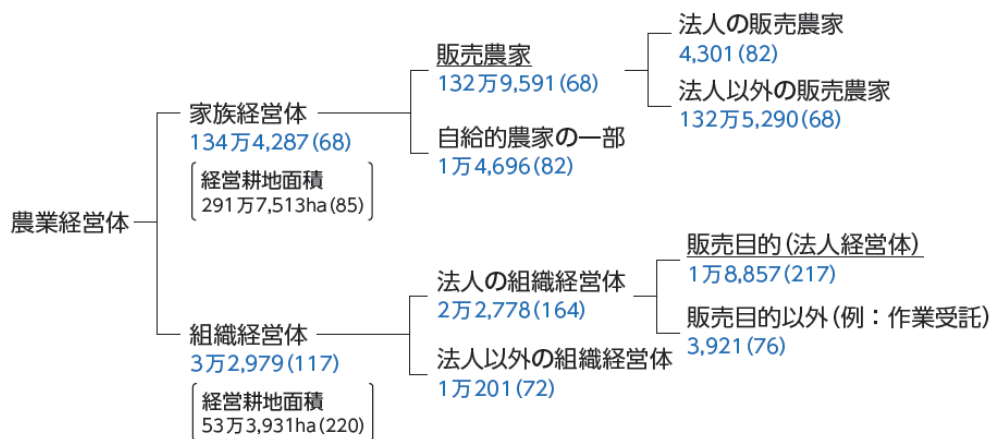 農業経営体
家族経営体
134万4,287(68)
経営耕地面積
291万7,513ha(85)
販売農家
132万9,591(68)
法人の販売農家
4,301(82)
法人以外の販売農家
132万5,290(68)
自給的農家の一部
1万4,696(82)
組織経営体
3万2,979(117)
経営耕地面積
53万3,931ha(220)
法人の組織経営体
2万2,778(164)
販売目的(法人経営体)
1万8,857(217)
販売目的以外(例：作業受託)
3,921(76)
法人以外の組織経営体
1万201(72)